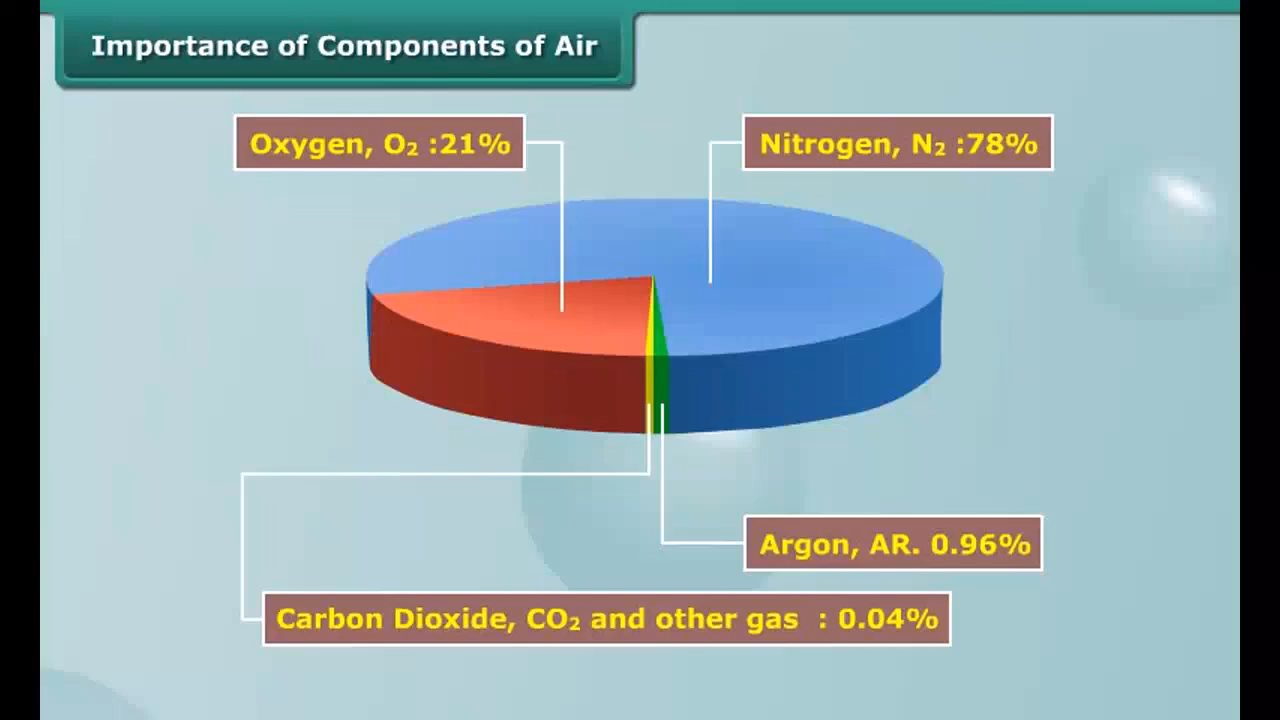 Importance of Components of Air
Oxygen, O₂ :21%
Nitrogen, N₂ :78%
Argon, AR. 0.96%
Carbon Dioxide, CO₂ and other gas : 0.04%